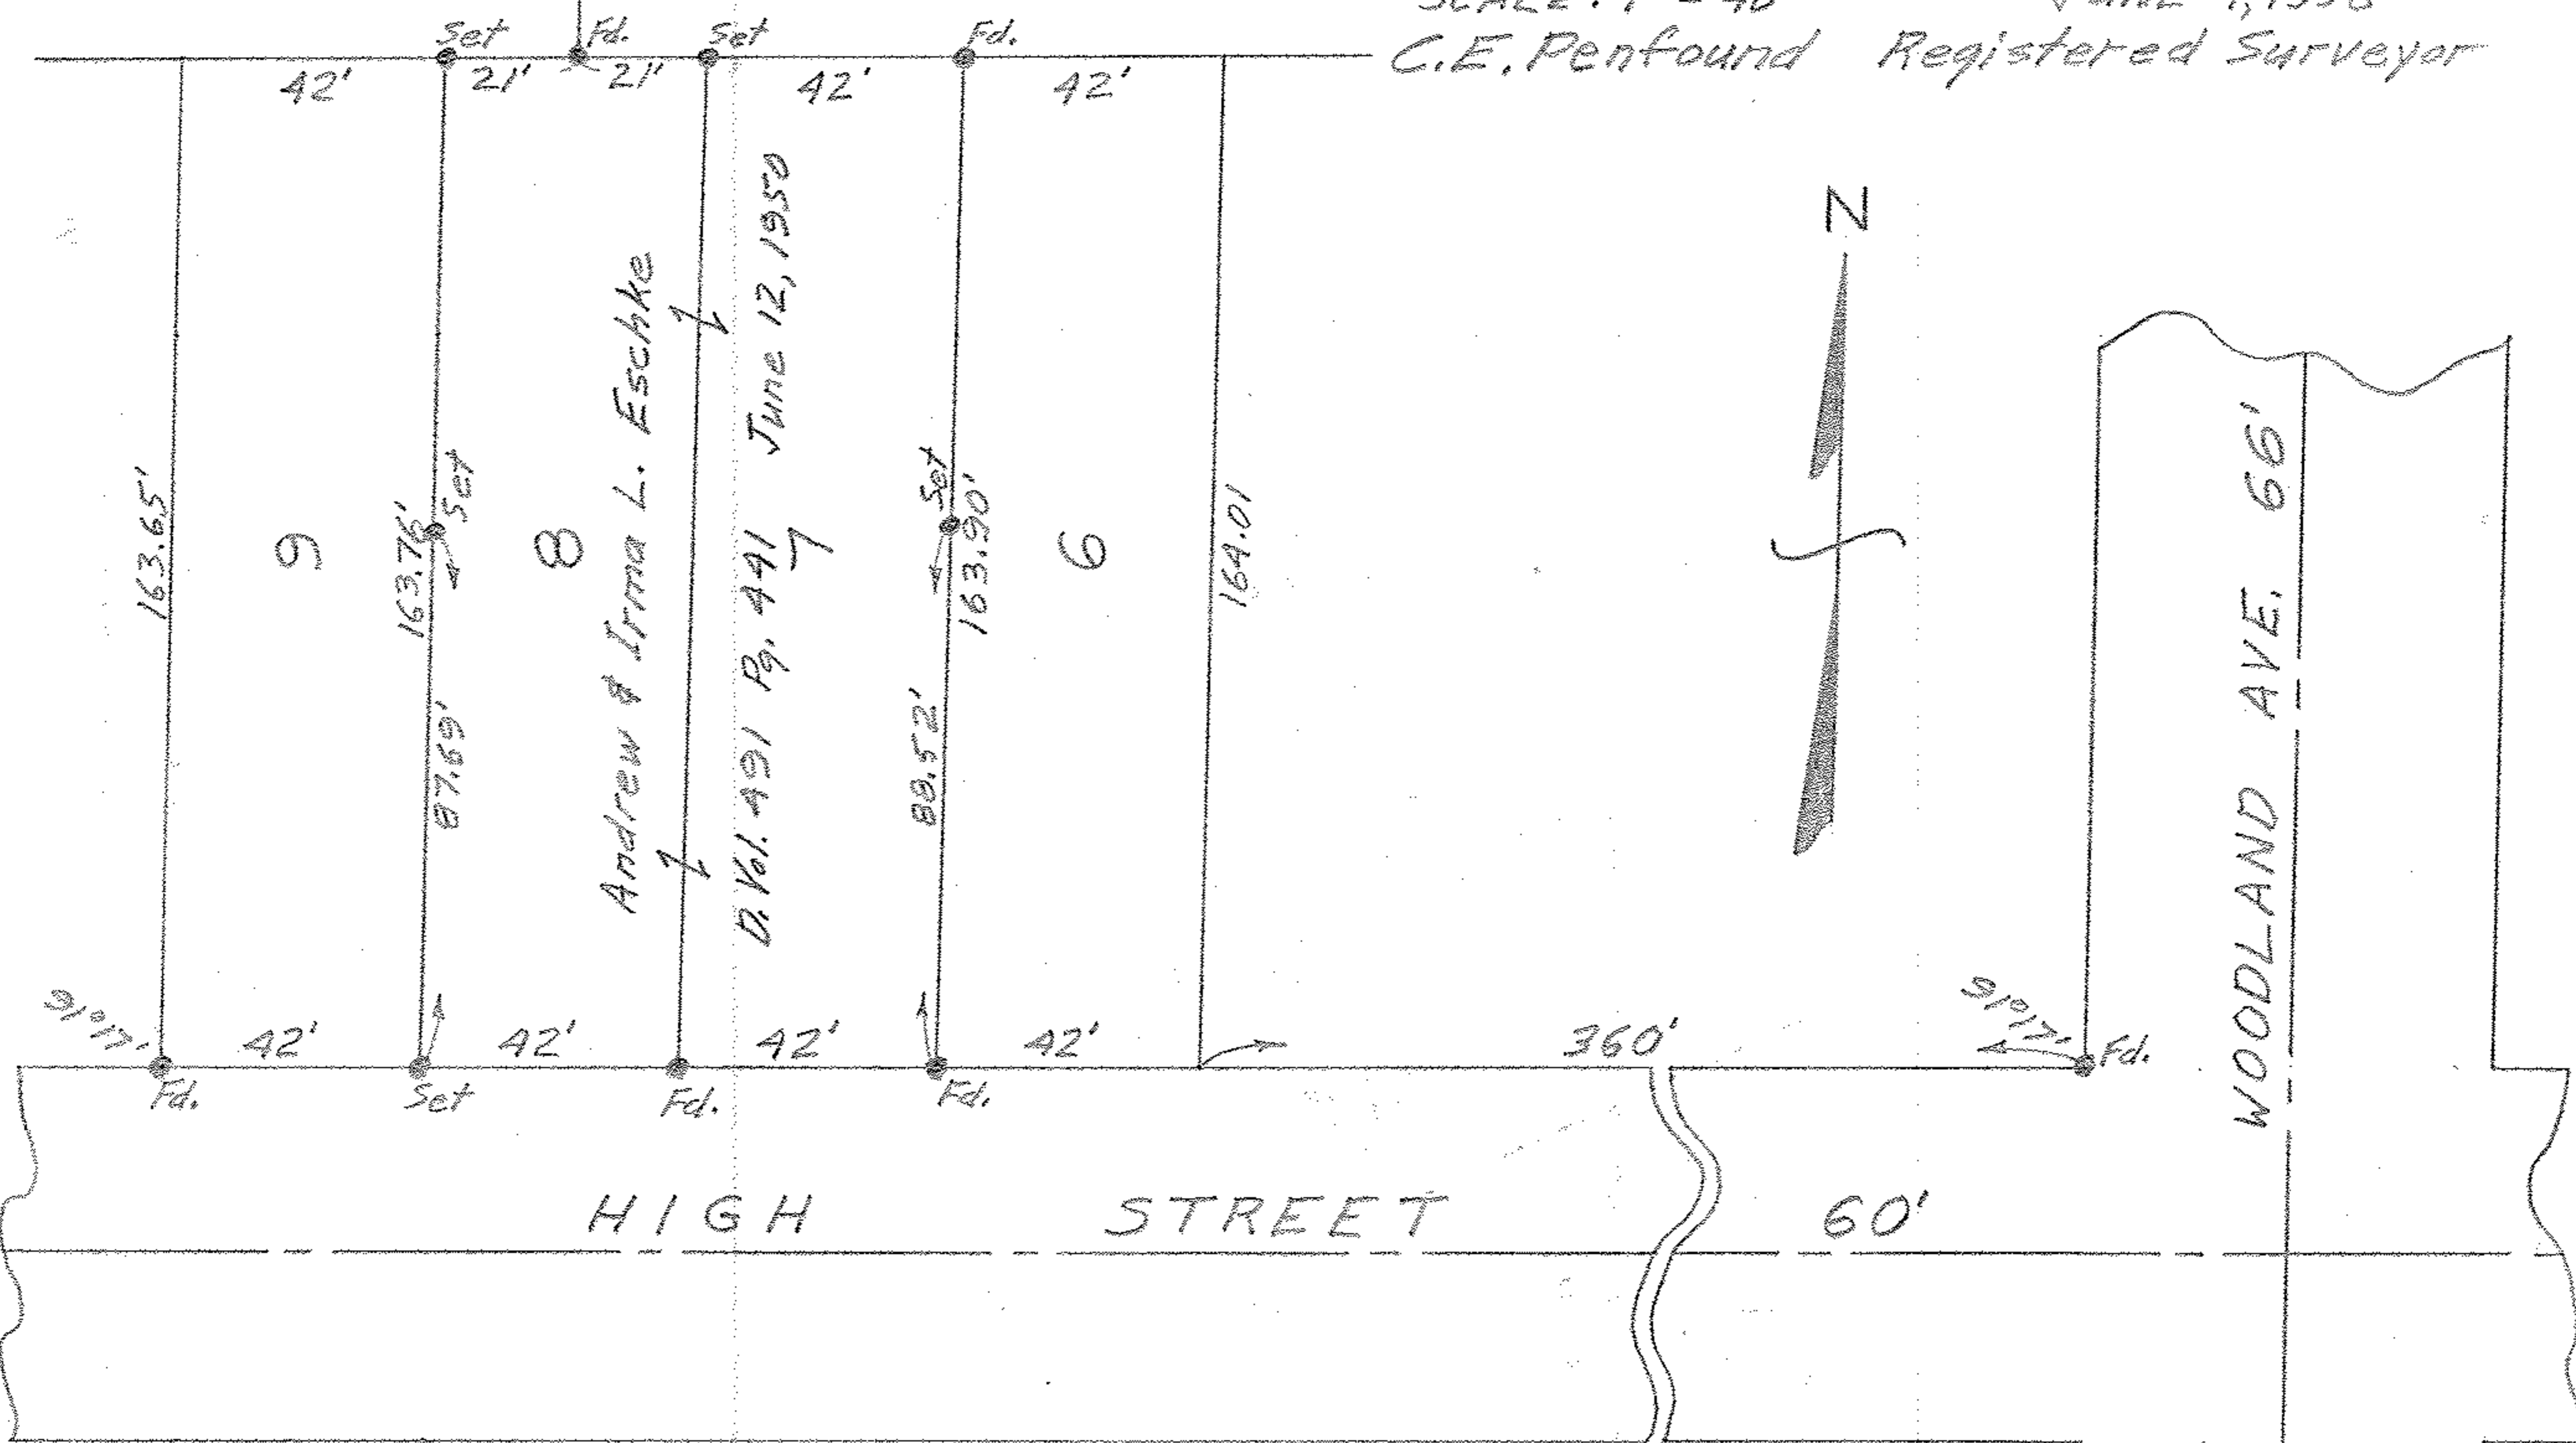 C.E. Penfound Registered Surveyor
Set Fd. Set Fd.
42' 21' 21' 42' 42'
N
163.65'
9
163.76'
Set
87.69'
8
Andrew & Irma L. Eschke
D. Vol. 491 Pg. 441 June 12, 1950
7
Set
163.90'
88.52'
6
164.01
WOODLAND AVE. 66'
91°17'
42' 42' 42' 42' 360'
91°17'
Fd.
Fd. Set Fd. Fd.
HIGH STREET 60'